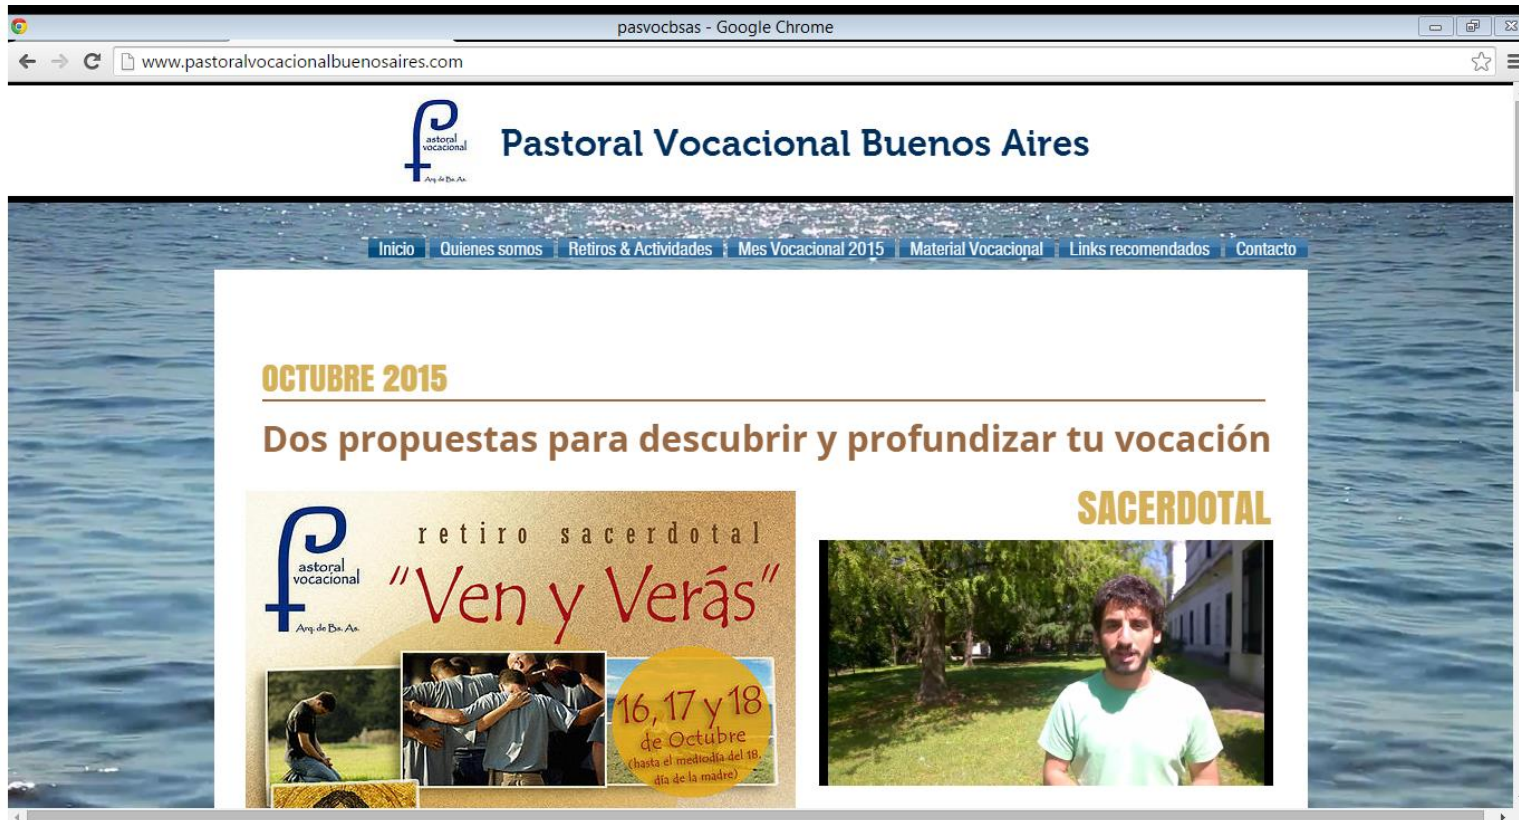 pasvocbsas - Google Chrome
www.pastoralvocacionalbuenosaires.com
astoral
vocacional
Arq. de Bs. As.
Pastoral Vocacional Buenos Aires
Inicio Quienes somos Retiros & Actividades Mes Vocacional 2015 Material Vocacional Links recomendados Contacto
OCTUBRE 2015
Dos propuestas para descubrir y profundizar tu vocación
astoral
vocacional
Arq. de Bs. As.
retiro sacerdotal
"Ven y Verás"
16, 17 y 18
de Octubre
(hasta el mediodía del 18,
día de la madre)
SACERDOTAL